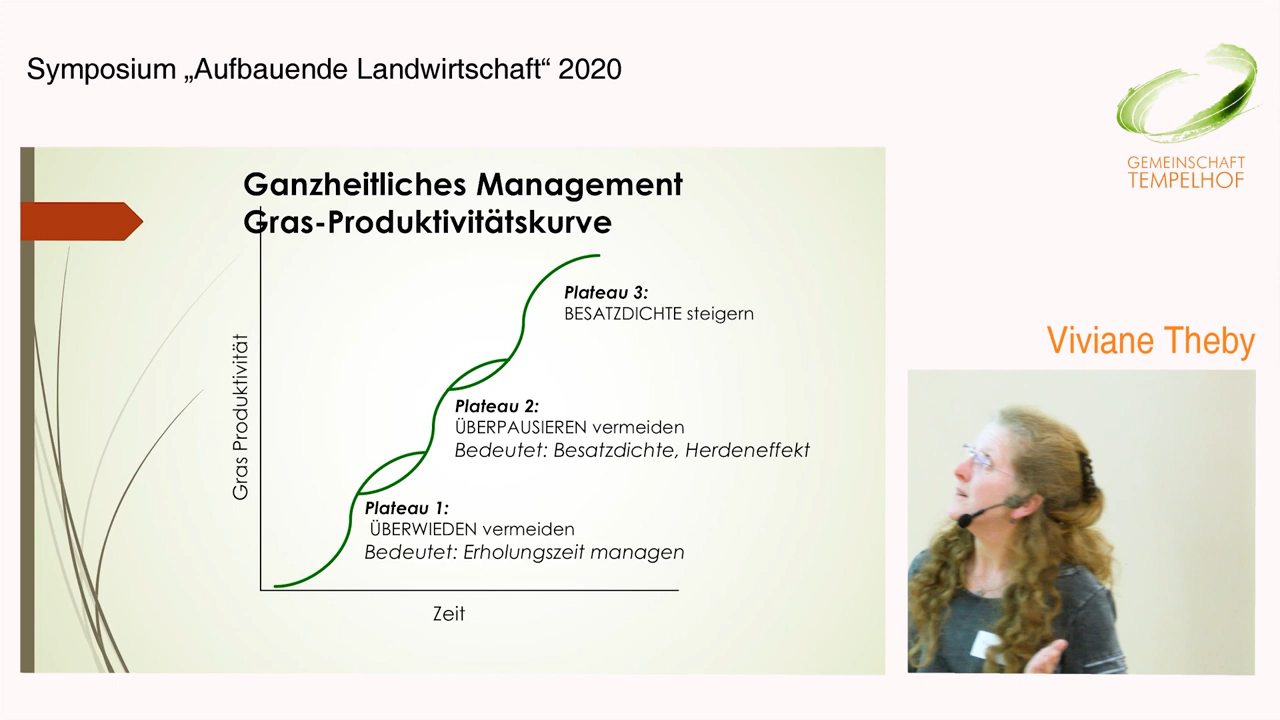 Symposium „Aufbauende Landwirtschaft“ 2020
GEMEINSCHAFT
TEMPELHOF
Ganzheitliches Management
Gras-Produktivitätskurve
Plateau 3:
BESATZDICHTE steigern
Gras Produktivität
Plateau 2:
ÜBERPAUSIEREN vermeiden
Bedeutet: Besatzdichte, Herdeneffekt
Plateau 1:
ÜBERWIEDEN vermeiden
Bedeutet: Erholungszeit managen
Zeit
Viviane Theby